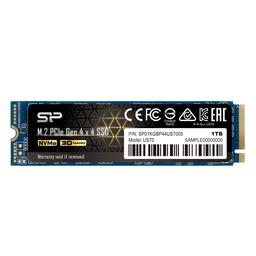 SP
M.2 PCIe Gen 4 x 4 SSD
NVMe 3D NAND
Warranty void if removed
P/N: SP01KGBP44US7005
1TB
Model: US70
SAMPLE00000000